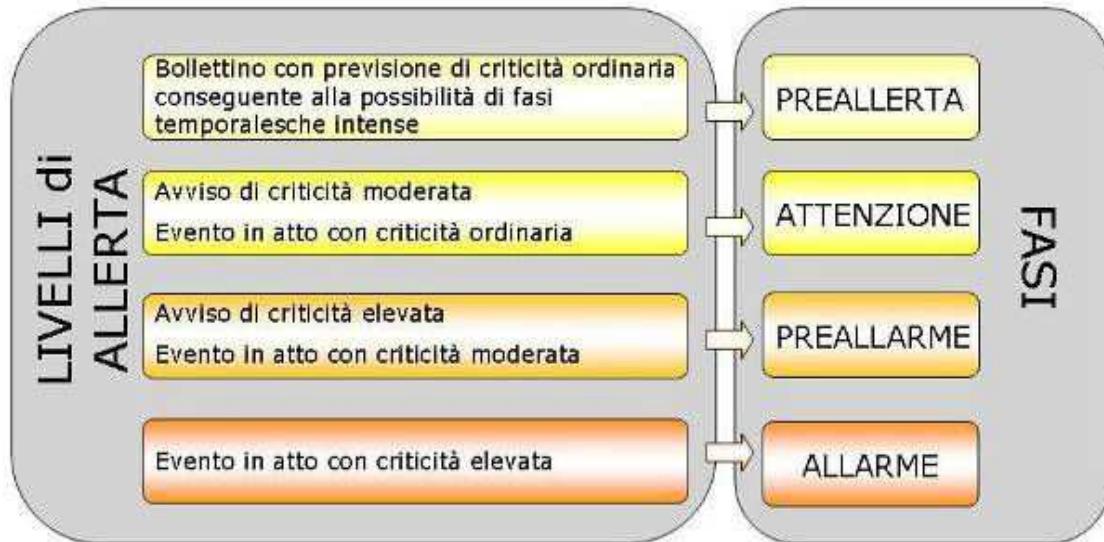 LIVELLI di
ALLERTA
Bollettino con previsione di criticità ordinaria
conseguente alla possibilità di fasi
temporalesche intense
PREALLERTA
Avviso di criticità moderata
Evento in atto con criticità ordinaria
ATTENZIONE
Avviso di criticità elevata
Evento in atto con criticità moderata
PREALLARME
Evento in atto con criticità elevata
ALLARME
FASI